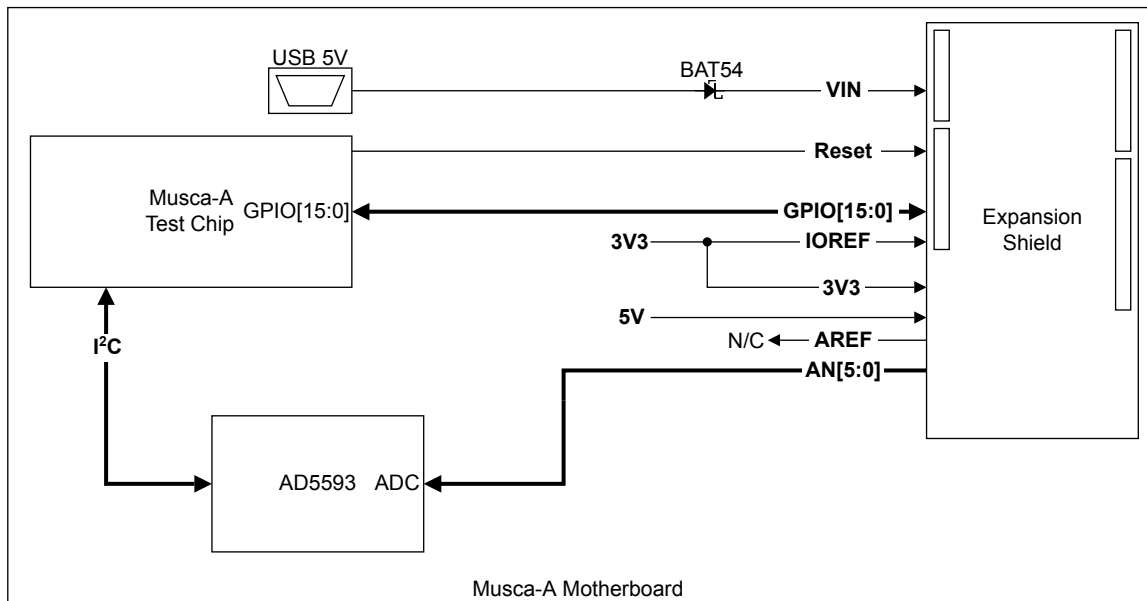 USB 5V
BAT54
VIN
Reset
Musca-A
Test Chip
GPIO[15:0]
GPIO[15:0]
Expansion
Shield
3V3
IOREF
3V3
5V
N/C
AREF
AN[5:0]
I²C
AD5593
ADC
Musca-A Motherboard